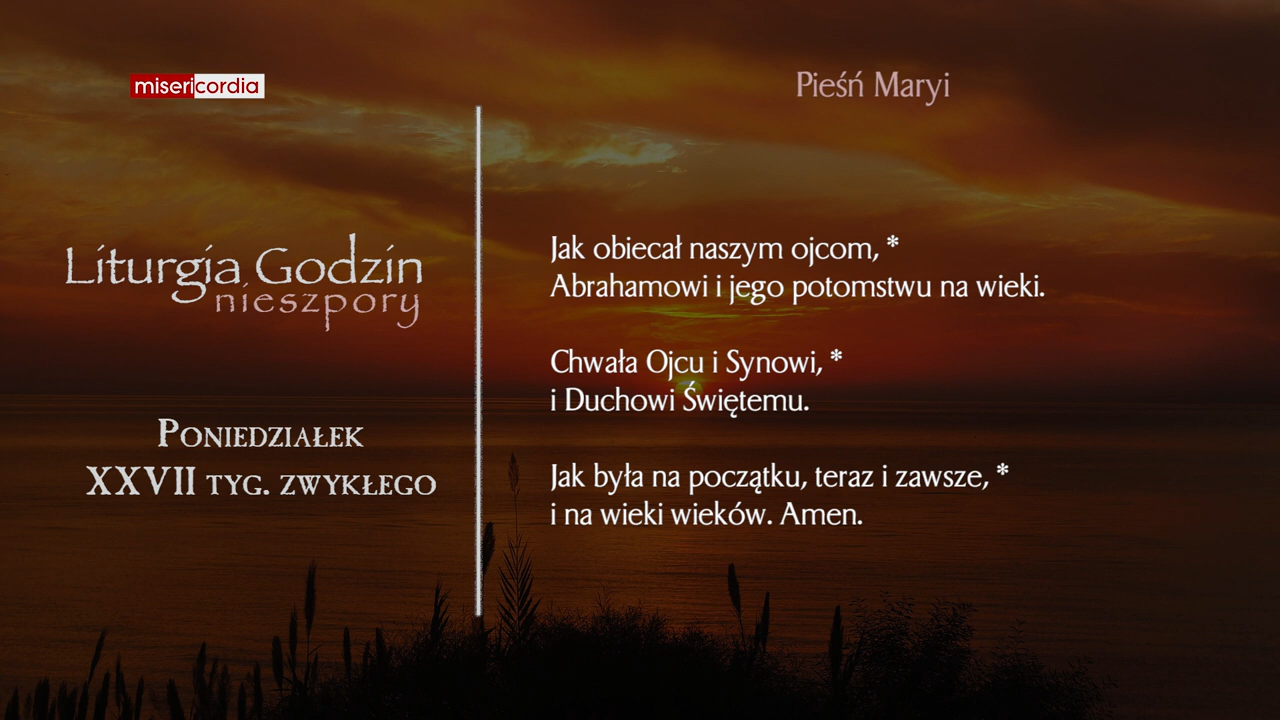 misericordia
Liturgia Godzin
nieszpory
Poniedziałek
XXVII tyg. zwykłego
Pieśń Maryi
Jak obiecał naszym ojcom, *
Abrahamowi i jego potomstwu na wieki.
Chwała Ojcu i Synowi, *
i Duchowi Świętemu.
Jak była na początku, teraz i zawsze, *
i na wieki wieków. Amen.